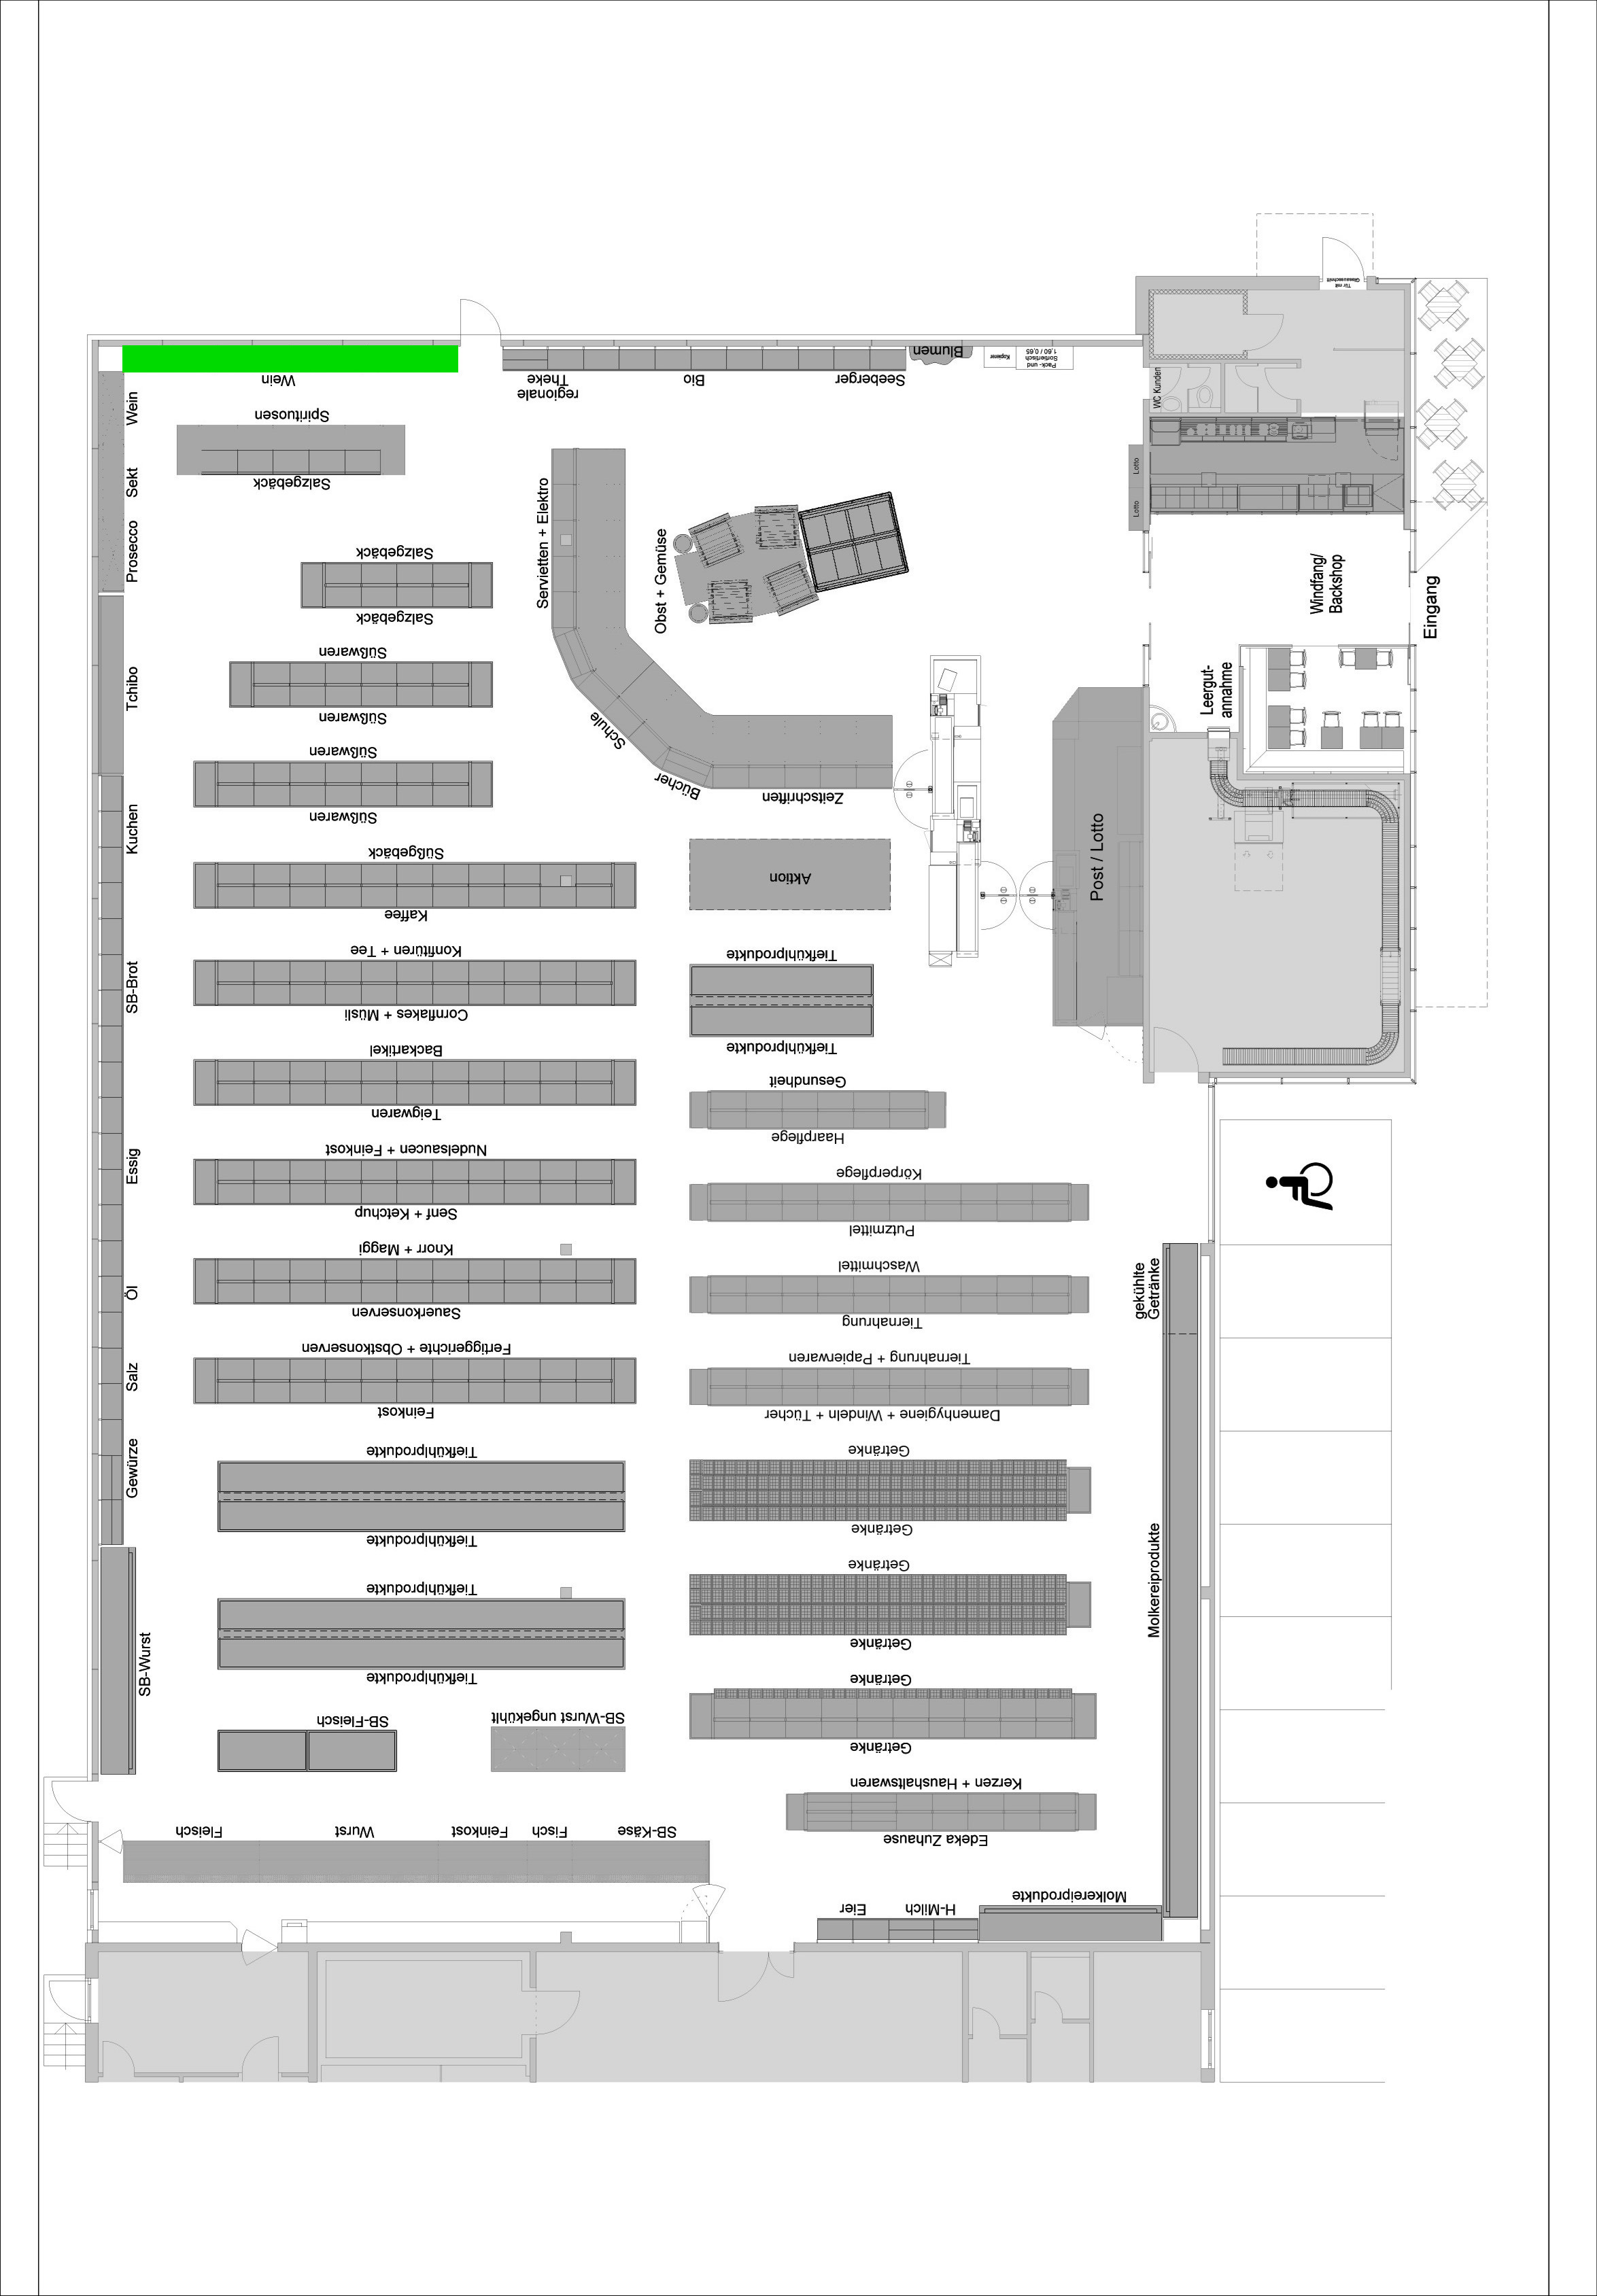 Tür mit
Glasausschnitt
Wein
regionale
Theke
Bio
Seeberger
Blumen
Kopierer
Pack- und
Sortiertisch
1,60 / 0,65
WC Kunden
Wein
Spirituosen
Salzgebäck
Sekt
Prosecco
Servietten + Elektro
Obst + Gemüse
Lotto
Lotto
Windfang/
Backshop
Eingang
Salzgebäck
Salzgebäck
Süßwaren
Süßwaren
Tchibo
Schule
Bücher
Zeitschriften
Leergut-
annahme
Süßwaren
Süßwaren
Kuchen
Süßgebäck
Kaffee
Aktion
Post / Lotto
Konfitüren + Tee
Cornflakes + Müsli
SB-Brot
Tiefkühlprodukte
Tiefkühlprodukte
Backartikel
Teigwaren
Gesundheit
Haarpflege
Nudelsaucen + Feinkost
Senf + Ketchup
Essig
Körperpflege
Putzmittel
Knorr + Maggi
Sauerkonserven
Öl
Waschmittel
Tiernahrung
gekühlte
Getränke
Fertiggerichte + Obstkonserven
Feinkost
Salz
Tiernahrung + Papierwaren
Damenhygiene + Windeln + Tücher
Gewürze
Tiefkühlprodukte
Tiefkühlprodukte
Getränke
Getränke
Tiefkühlprodukte
Tiefkühlprodukte
Getränke
Getränke
Molkereiprodukte
SB-Wurst
SB-Fleisch
SB-Wurst ungekühlt
Getränke
Getränke
Kerzen + Haushaltswaren
Edeka Zuhause
Fleisch
Wurst
Feinkost
Fisch
SB-Käse
Eier
H-Milch
Molkereiprodukte